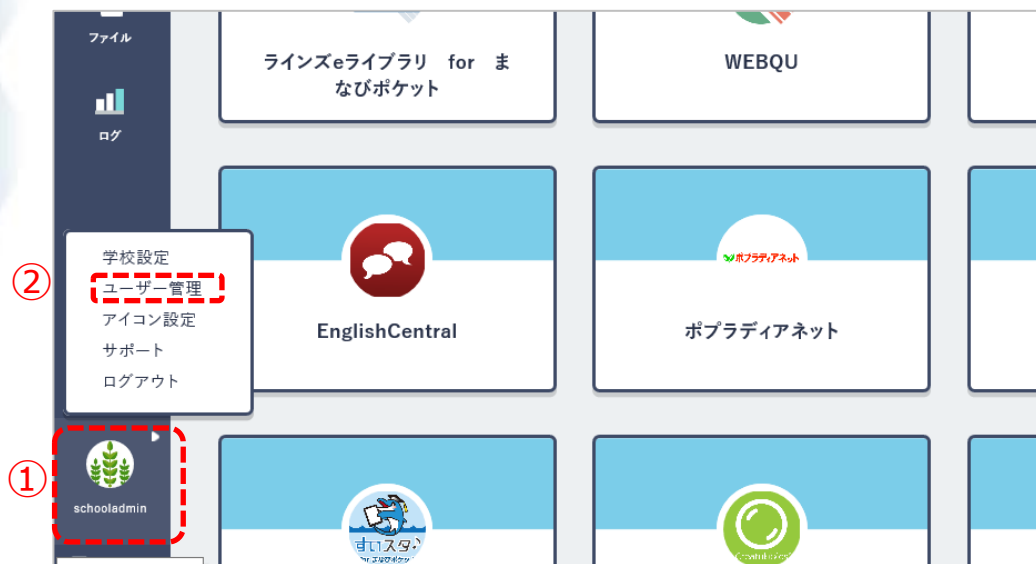 ファイル
ログ
ラインズeライブラリ for ま
なびポケット
WEBQU
②
学校設定
ユーザー管理
アイコン設定
サポート
ログアウト
EnglishCentral
ポプラディアネット
ポプラディアネット
①
schooladmin
すいスタ